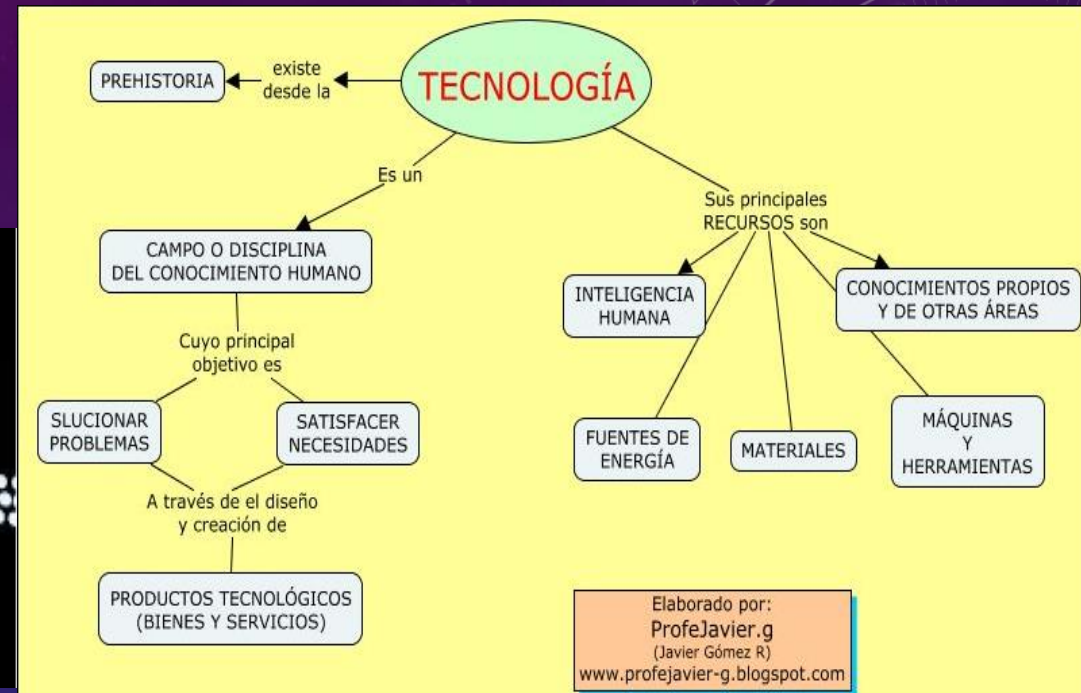 TECNOLOGÍA
PREHISTORIA
existe
desde la
Es un
CAMPO O DISCIPLINA
DEL CONOCIMIENTO HUMANO
Cuyo principal
objetivo es
SLUCIONAR
PROBLEMAS
SATISFACER
NECESIDADES
A través de el diseño
y creación de
PRODUCTOS TECNOLÓGICOS
(BIENES Y SERVICIOS)
Sus principales
RECURSOS son
INTELIGENCIA
HUMANA
CONOCIMIENTOS PROPIOS
Y DE OTRAS ÁREAS
FUENTES DE
ENERGÍA
MATERIALES
MÁQUINAS
Y
HERRAMIENTAS
Elaborado por:
ProfeJavier.g
(Javier Gómez R)
www.profejavier-g.blogspot.com